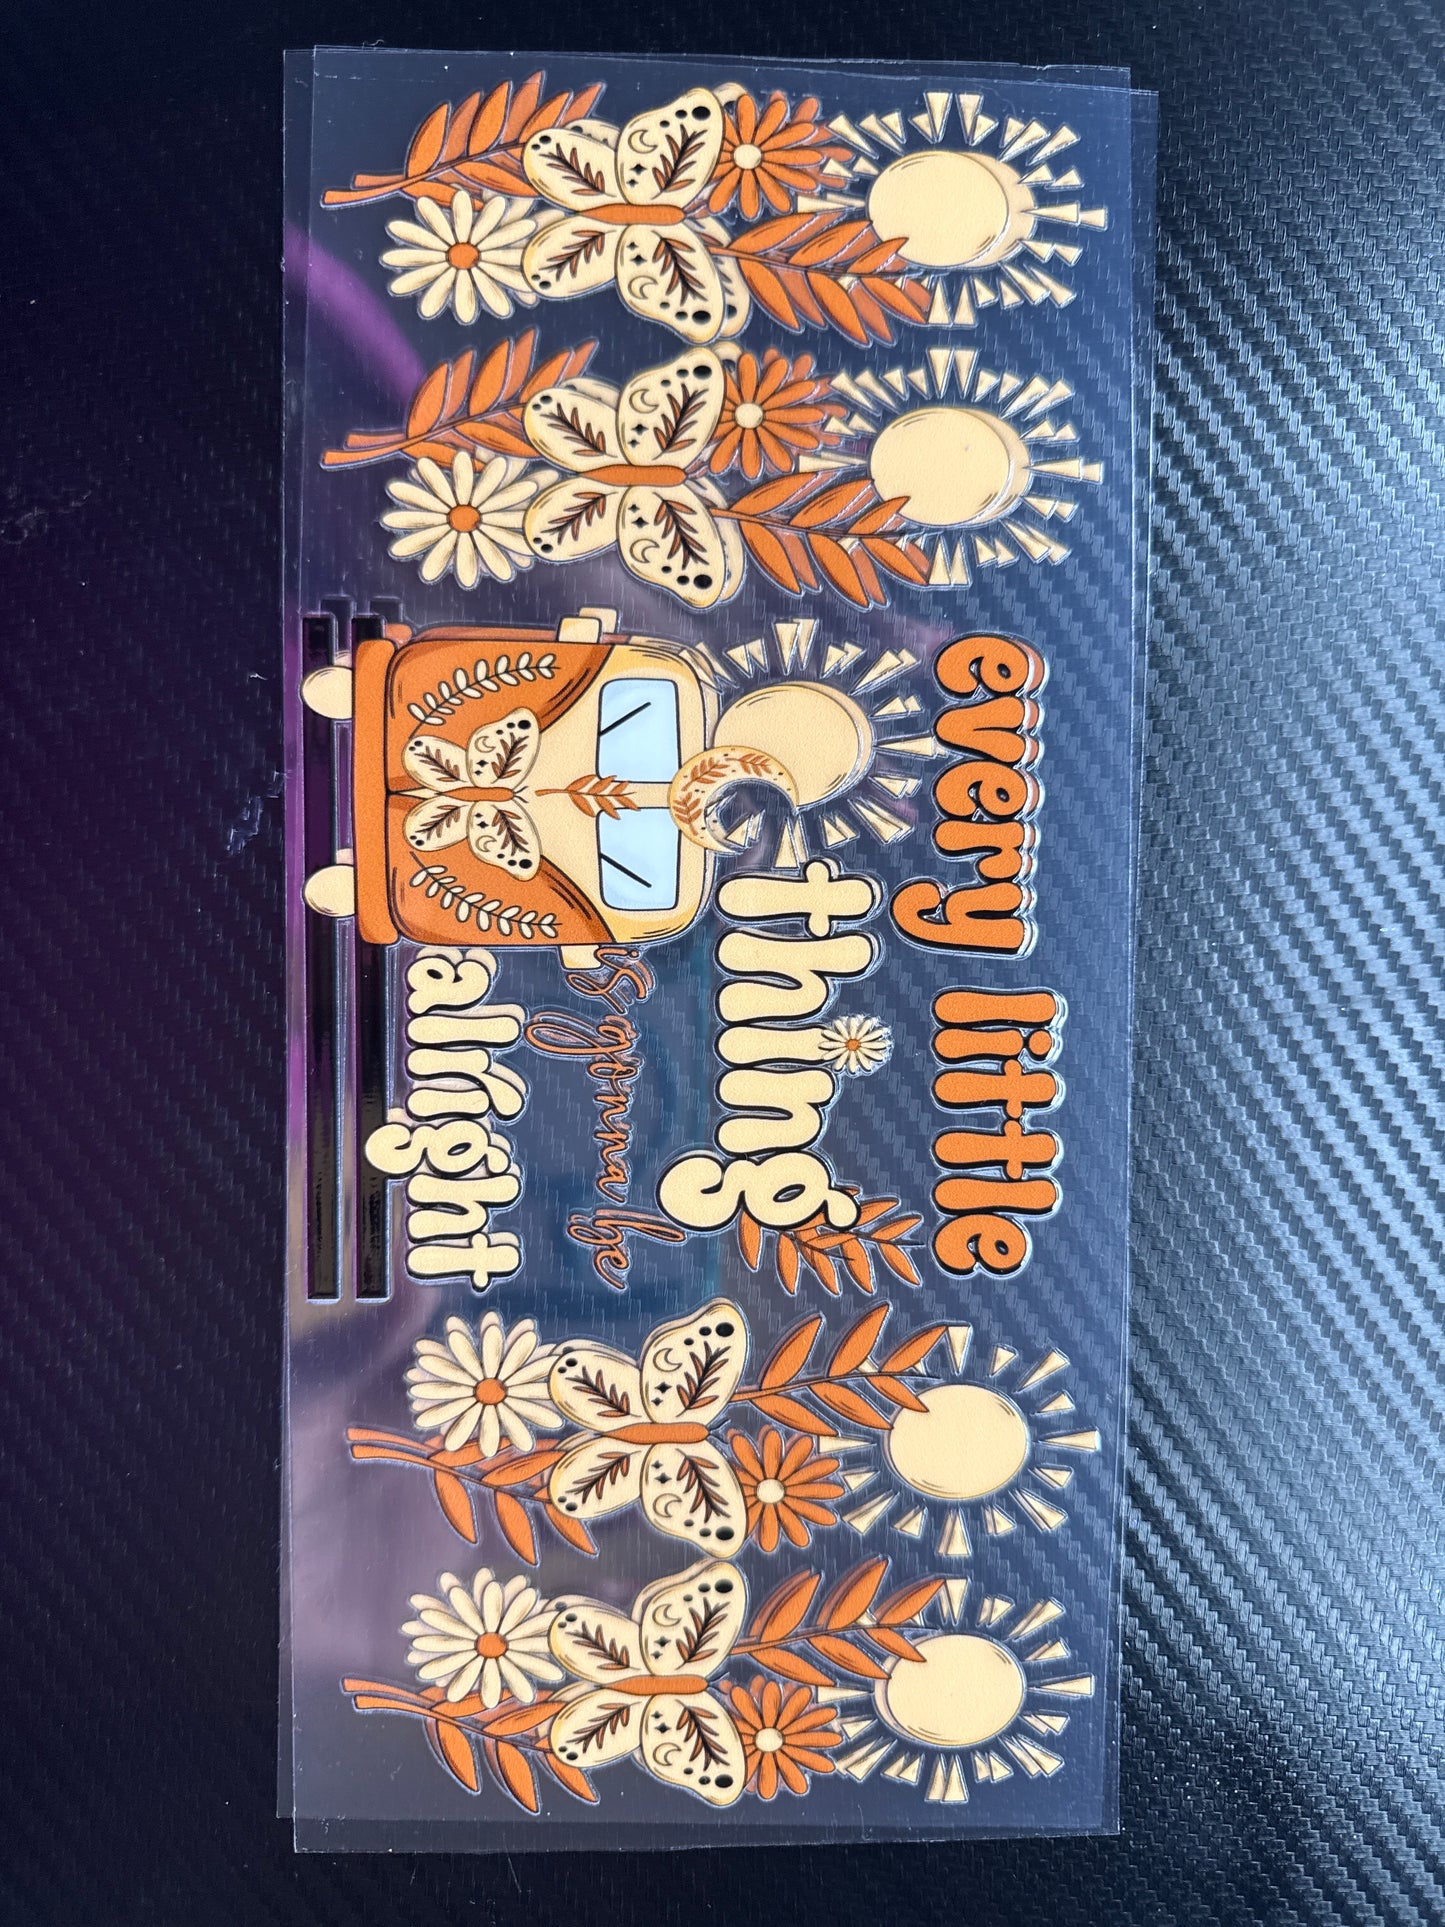 every little
thing
is gonna be
alright